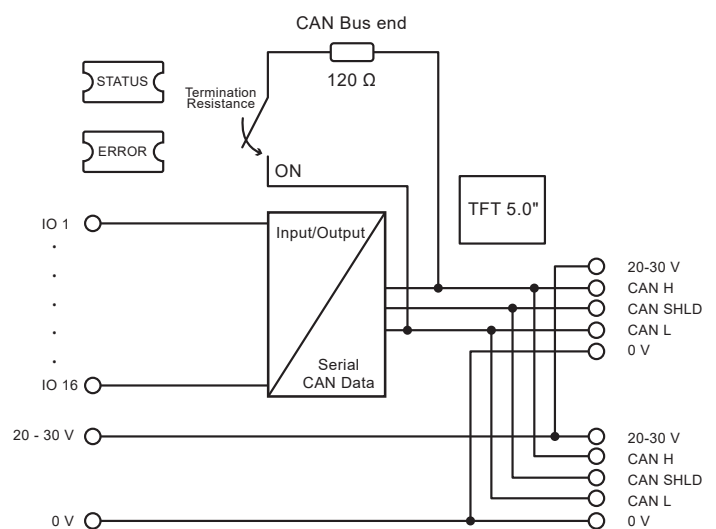 CAN Bus end
120 Ω
STATUS
Termination
Resistance
ERROR
ON
TFT 5.0"
IO 1
Input/Output
20-30 V
CAN H
CAN SHLD
CAN L
0 V
Serial
CAN Data
IO 16
20 - 30 V
20-30 V
CAN H
CAN SHLD
CAN L
0 V
0 V